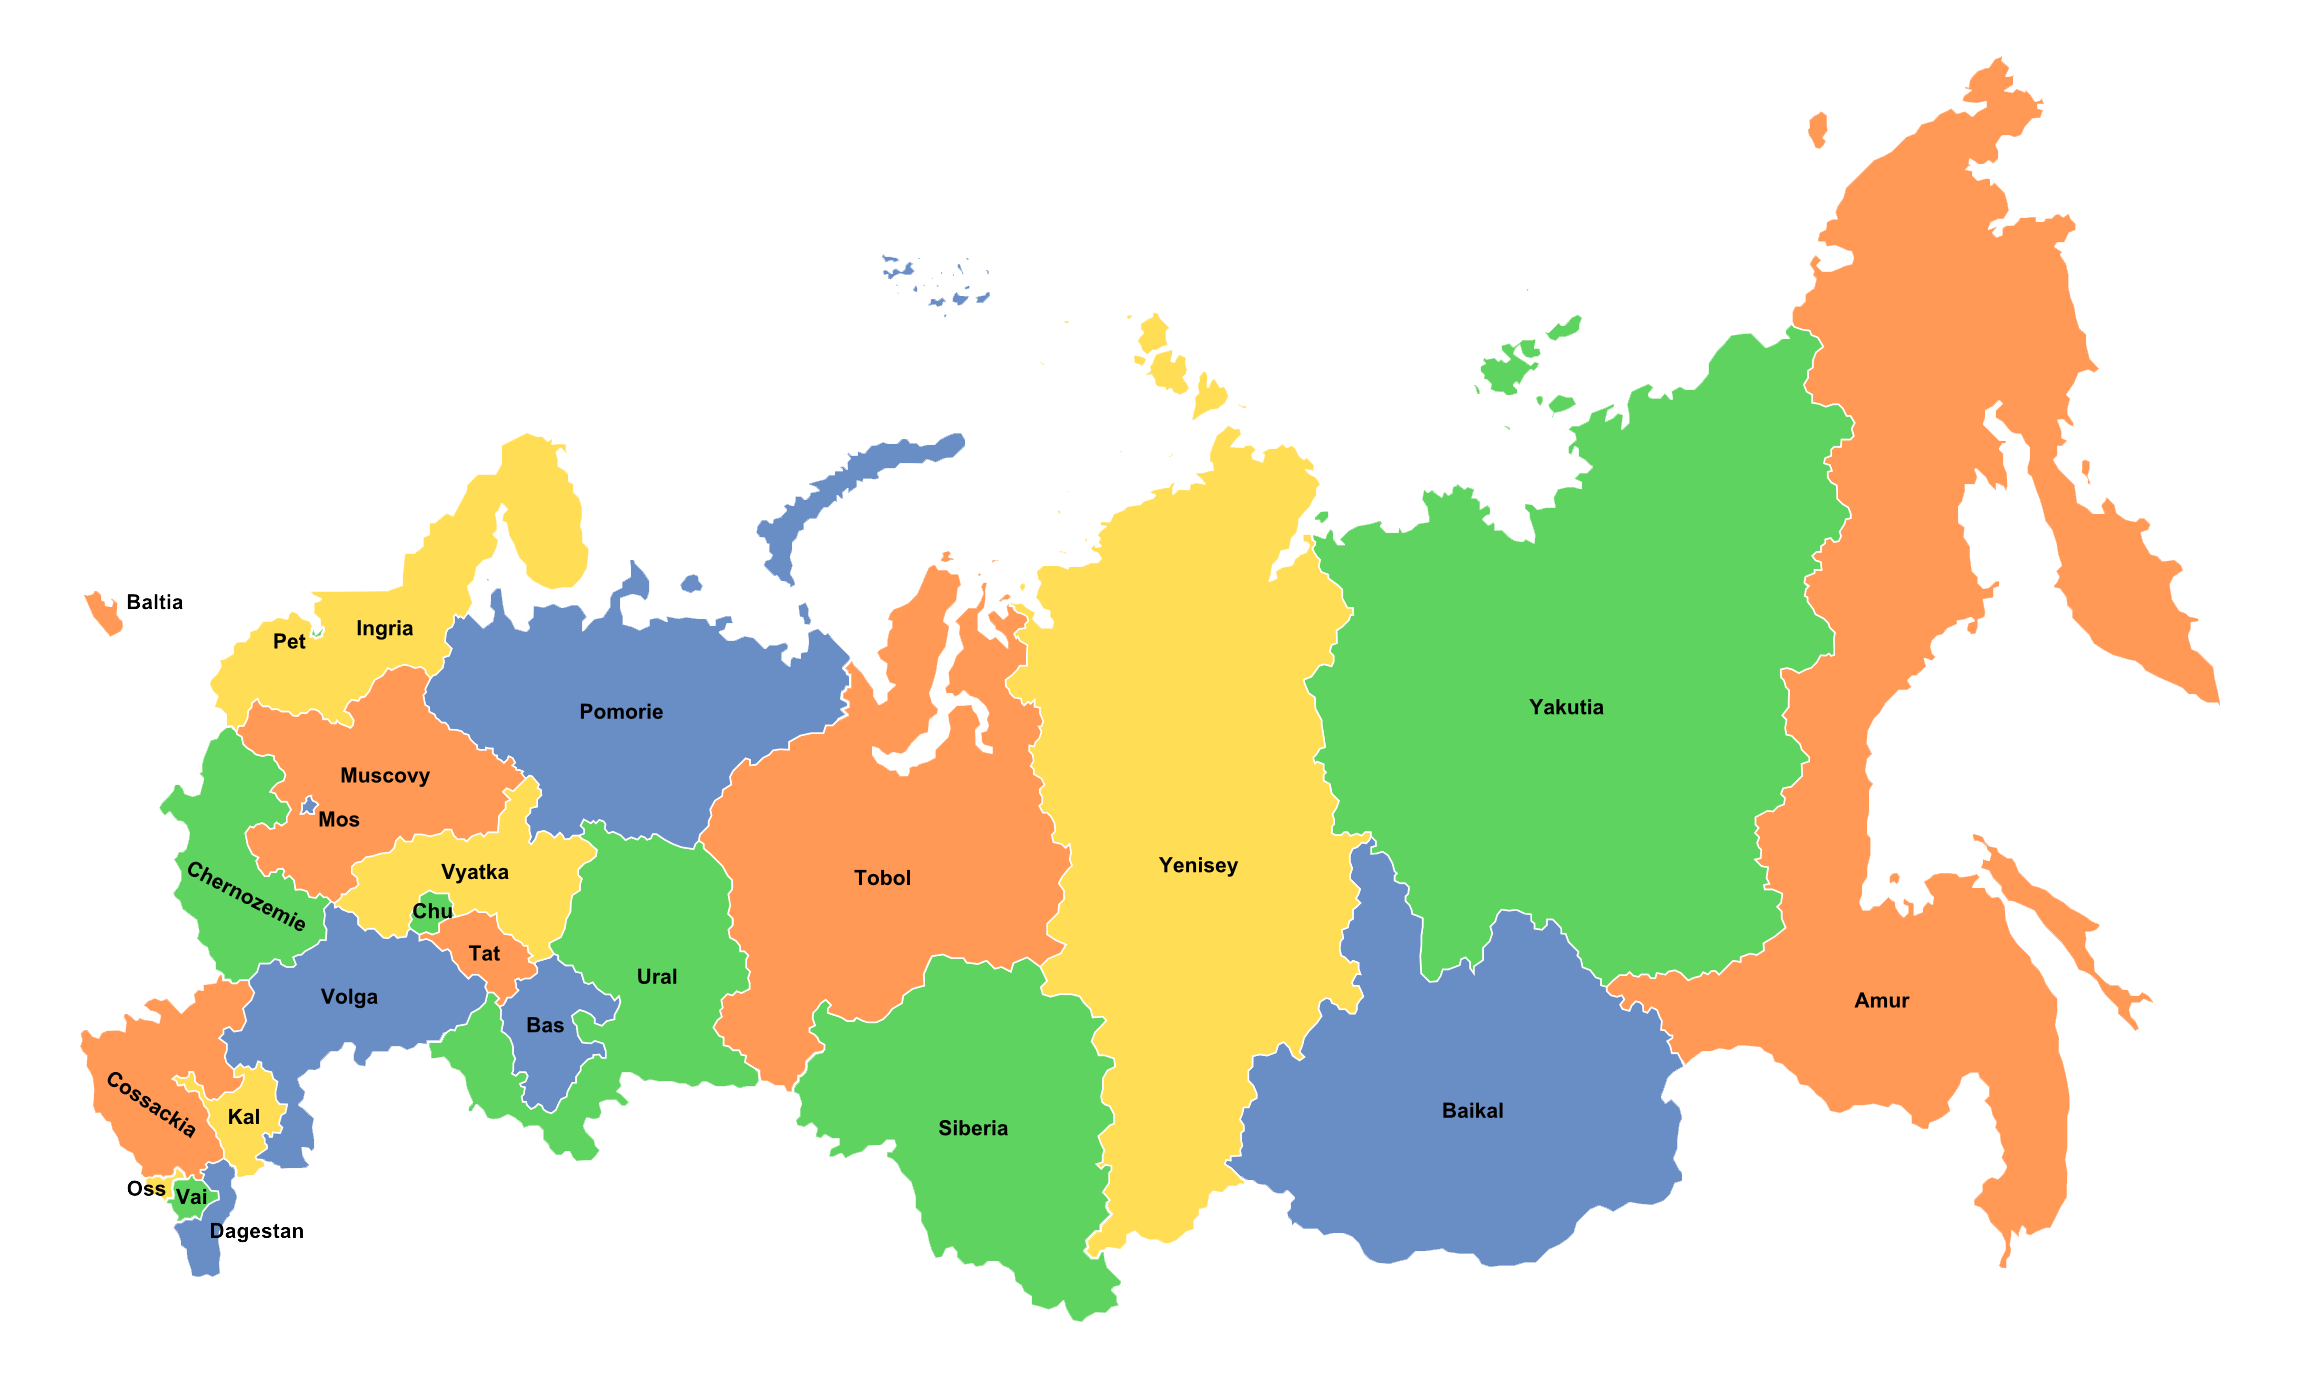 Baltia
Pet
Ingria
Pomorie
Yakutia
Muscovy
Mos
Vyatka
Chernozemie
Chu
Tobol
Yenisey
Tat
Ural
Volga
Bas
Amur
Cossackia
Kal
Siberia
Baikal
Oss
Vai
Dagestan